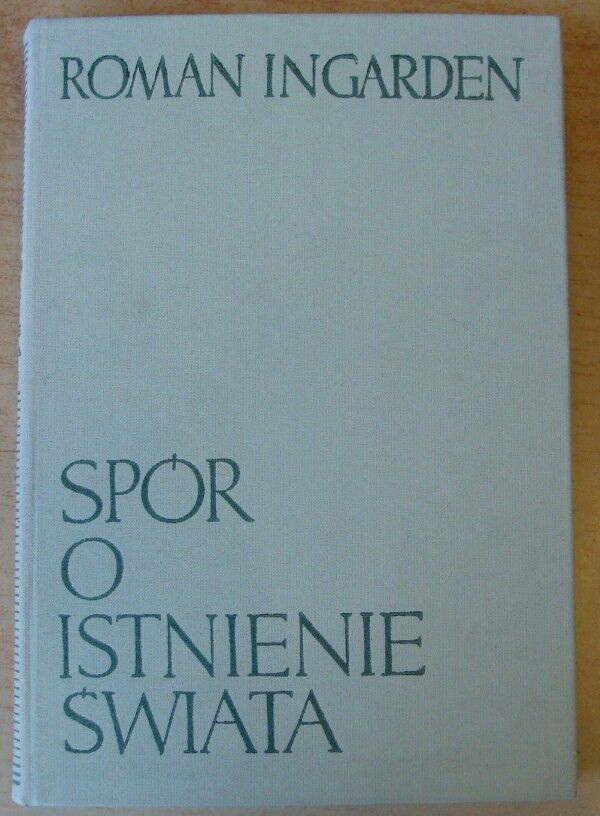 ROMAN INGARDEN
SPÓR
O
ISTNIENIE
ŚWIATA